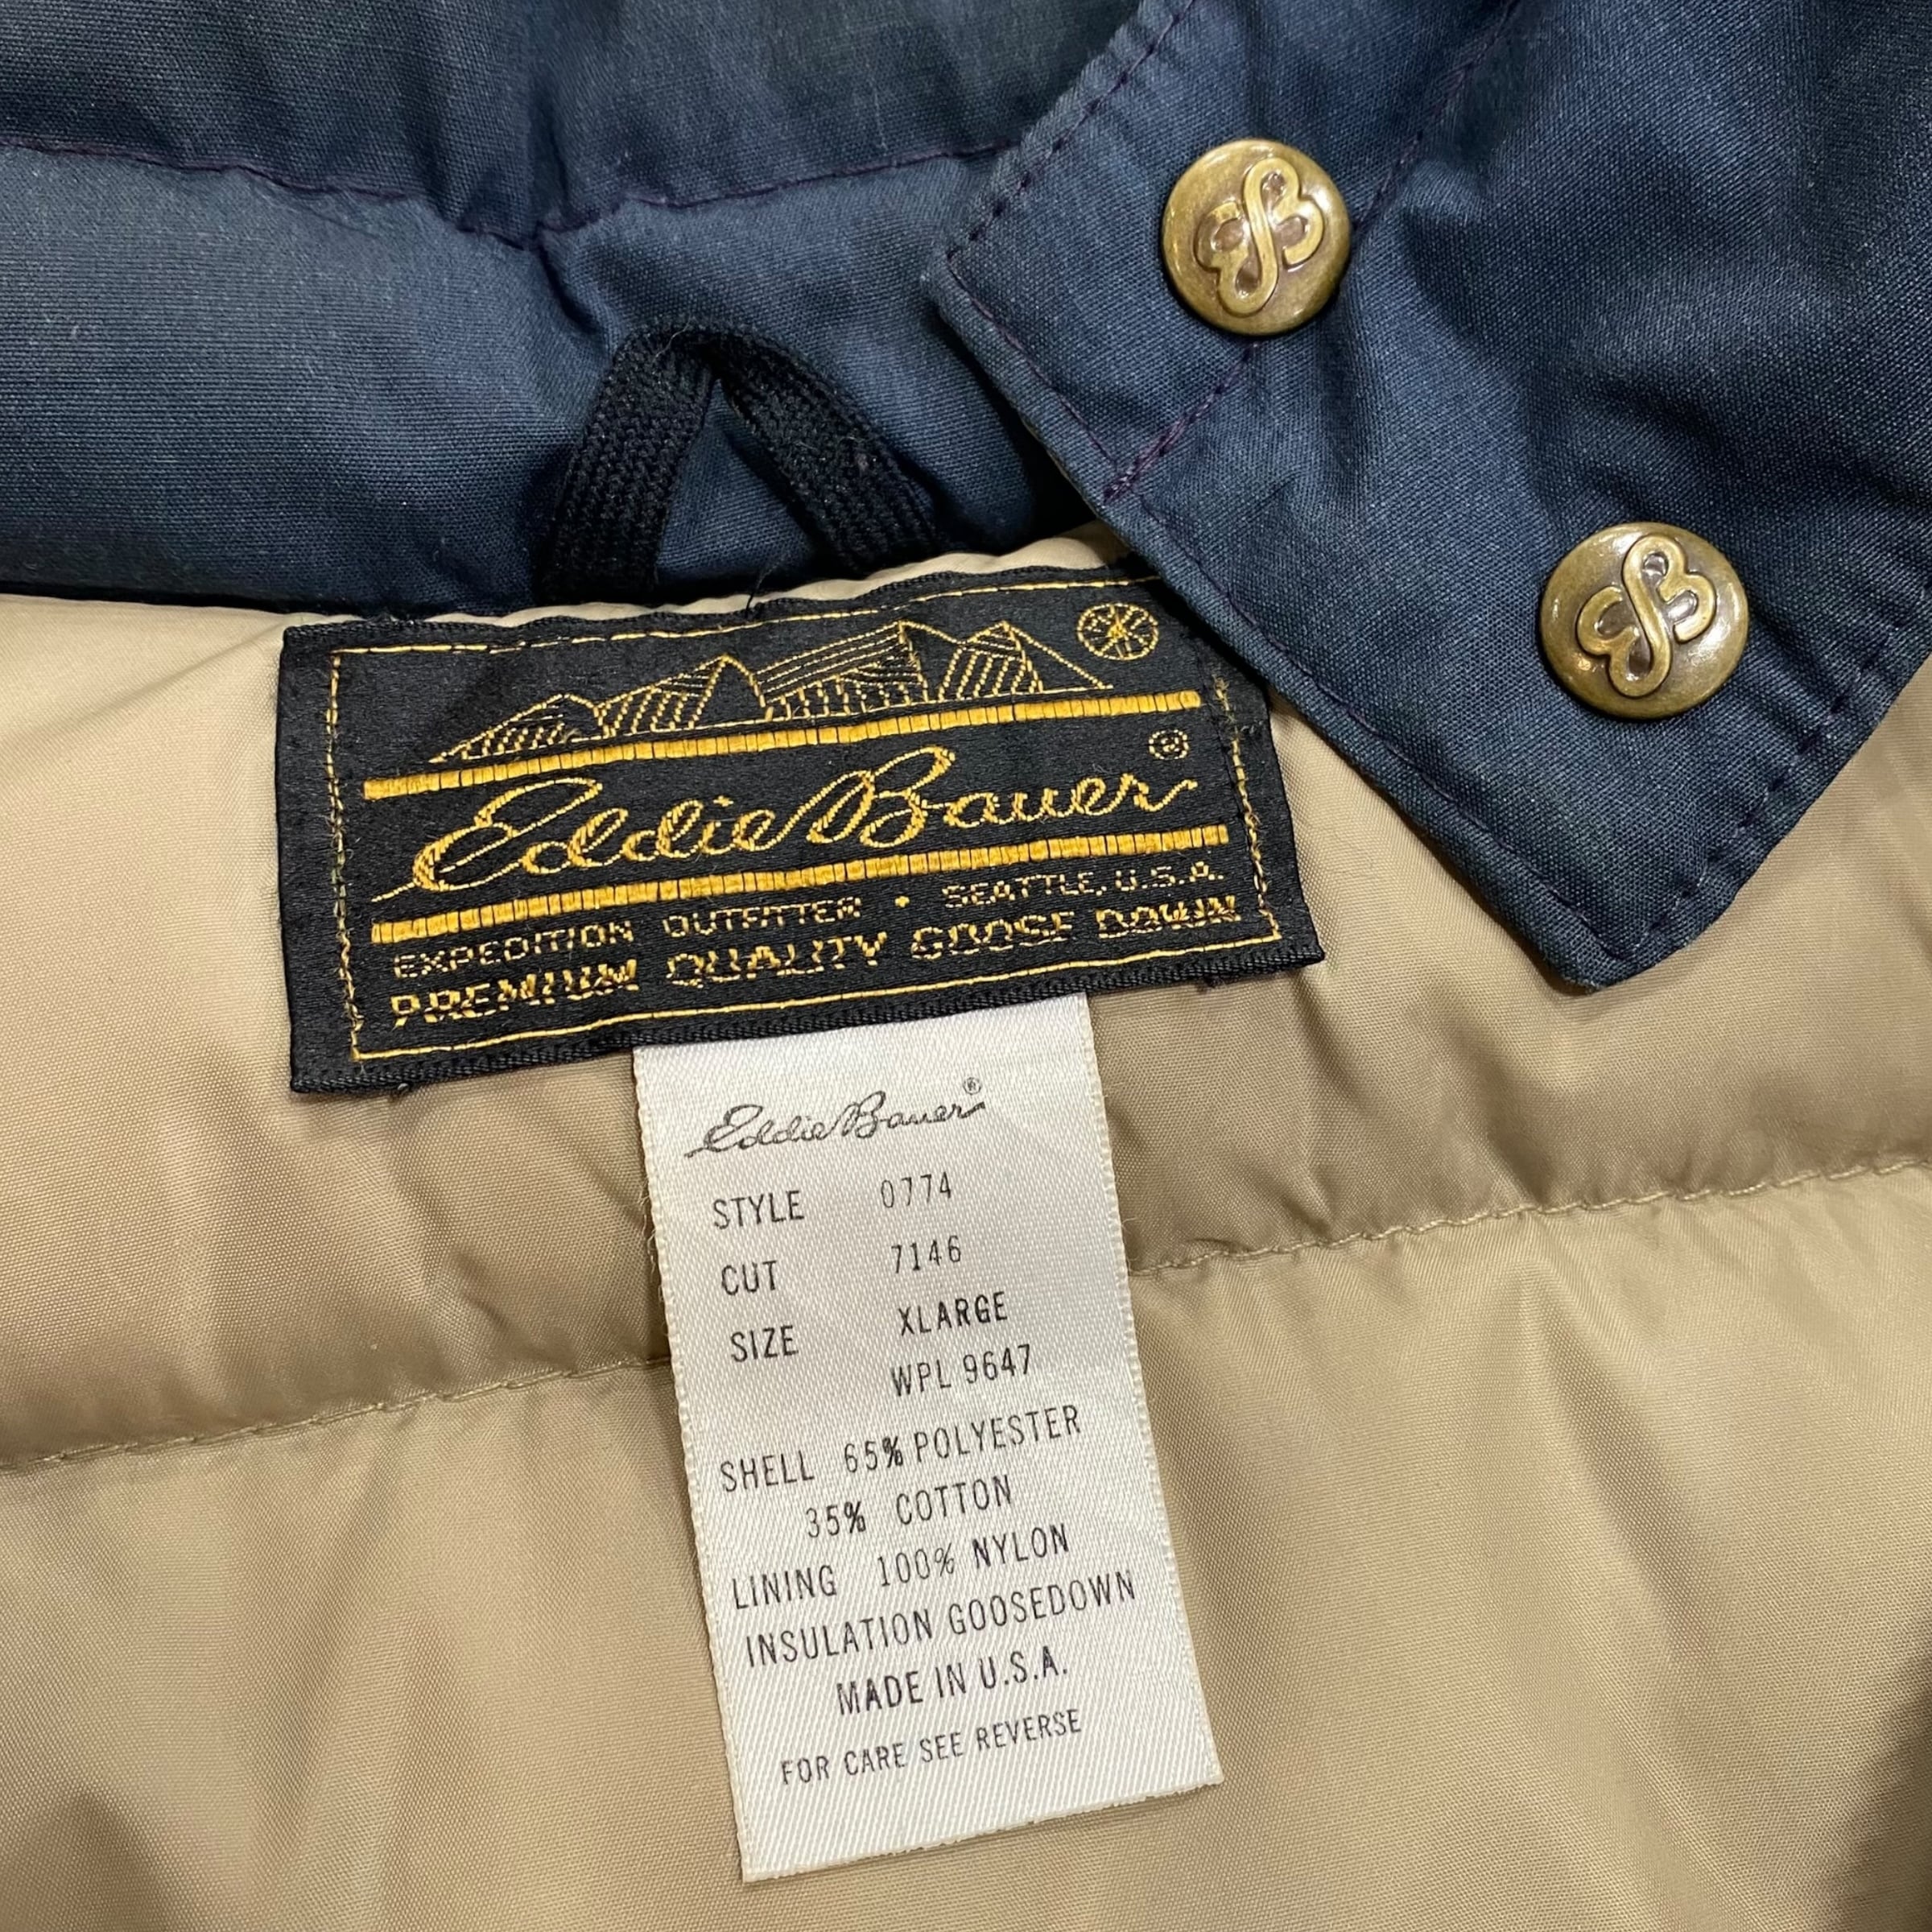 Eddie Bauer®
EXPEDITION OUTFITTER • SEATTLE, U.S.A.
PREMIUM QUALITY GOOSE DOWN
Eddie Bauer®
STYLE 0774
CUT 7146
SIZE XLARGE
WPL 9647
SHELL 65% POLYESTER
35% COTTON
LINING 100% NYLON
INSULATION GOOSEDOWN
MADE IN U.S.A.
FOR CARE SEE REVERSE